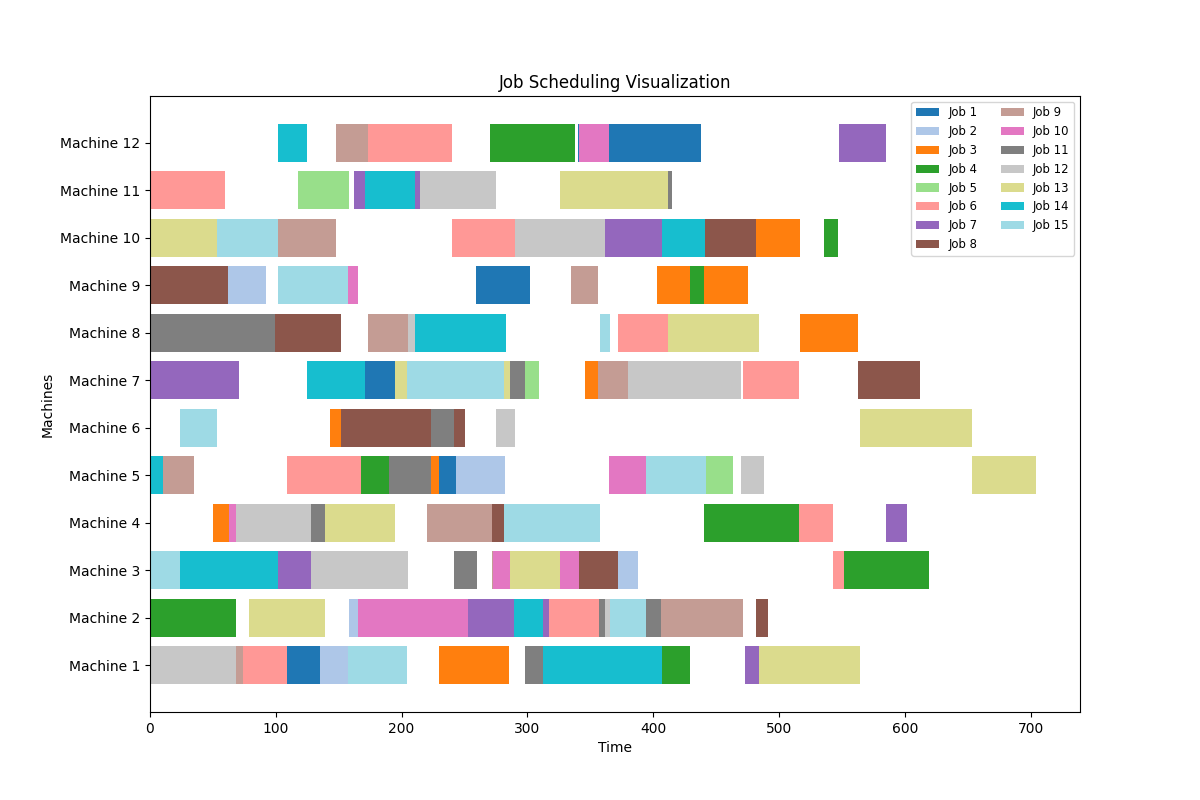 Job Scheduling Visualization
Machine 12
Machine 11
Machine 10
Machine 9
Machine 8
Machine 7
Machine 6
Machine 5
Machine 4
Machine 3
Machine 2
Machine 1
Machines
0 100 200 300 400 500 600 700
Time
Job 1
Job 2
Job 3
Job 4
Job 5
Job 6
Job 7
Job 8
Job 9
Job 10
Job 11
Job 12
Job 13
Job 14
Job 15